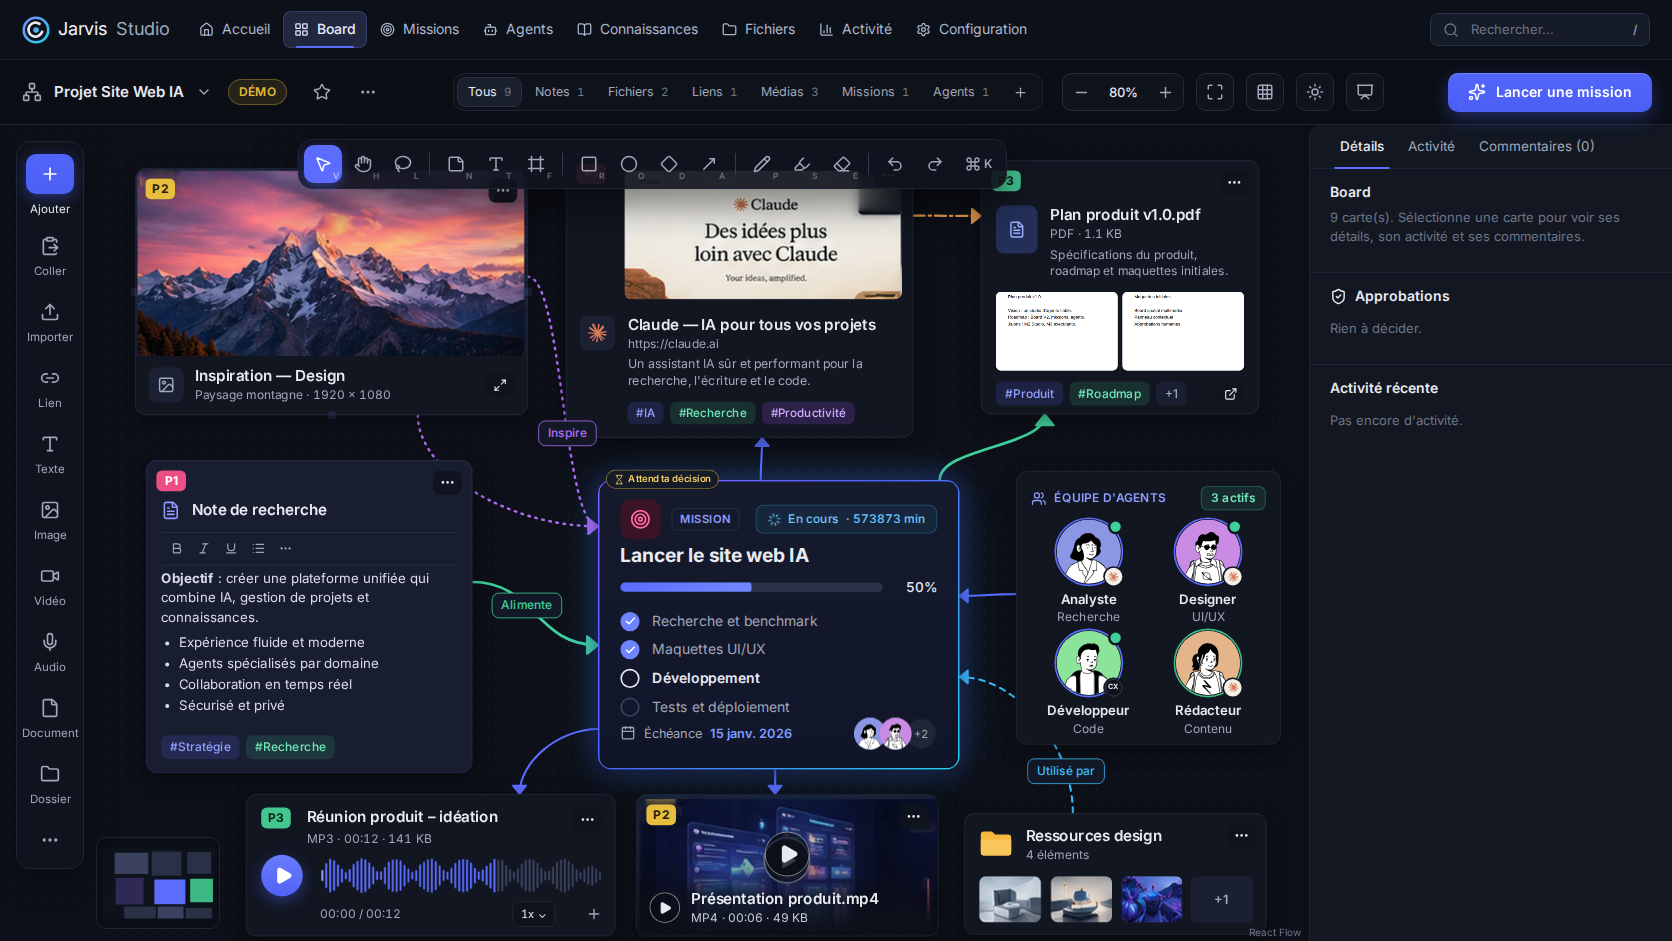 Jarvis Studio
Accueil
Board
Missions
Agents
Connaissances
Fichiers
Activité
Configuration
Rechercher...
/
Projet Site Web IA
DÉMO
Tous 9
Notes 1
Fichiers 2
Liens 1
Médias 3
Missions 1
Agents 1
80%
Lancer une mission
V
H
L
N
T
F
R
O
D
A
P
S
E
⌘K
Ajouter
Coller
Importer
Lien
Texte
Image
Vidéo
Audio
Document
Dossier
P2
Inspiration — Design
Paysage montagne · 1920 × 1080
Claude
Des idées plus
loin avec Claude
Your ideas, amplified.
Claude — IA pour tous vos projets
https://claude.ai
Un assistant IA sûr et performant pour la
recherche, l'écriture et le code.
#IA
#Recherche
#Productivité
P3
Plan produit v1.0.pdf
PDF · 1.1 KB
Spécifications du produit,
roadmap et maquettes initiales.
Plan produit v1.0
Maquettes initiales
#Produit
#Roadmap
+1
Inspire
P1
Note de recherche
B I U
Objectif : créer une plateforme unifiée qui
combine IA, gestion de projets et
connaissances.
• Expérience fluide et moderne
• Agents spécialisés par domaine
• Collaboration en temps réel
• Sécurisé et privé
#Stratégie
#Recherche
Alimente
Attend ta décision
MISSION
En cours · 573873 min
Lancer le site web IA
50%
Recherche et benchmark
Maquettes UI/UX
Développement
Tests et déploiement
Échéance 15 janv. 2026
+2
ÉQUIPE D'AGENTS
3 actifs
Analyste
Recherche
Designer
UI/UX
CX
Développeur
Code
Rédacteur
Contenu
Utilisé par
P3
Réunion produit – idéation
MP3 · 00:12 · 141 KB
00:00 / 00:12
1x
P2
Présentation produit.mp4
MP4 · 00:06 · 49 KB
Ressources design
4 éléments
+1
React Flow
Détails
Activité
Commentaires (0)
Board
9 carte(s). Sélectionne une carte pour voir ses
détails, son activité et ses commentaires.
Approbations
Rien à décider.
Activité récente
Pas encore d'activité.